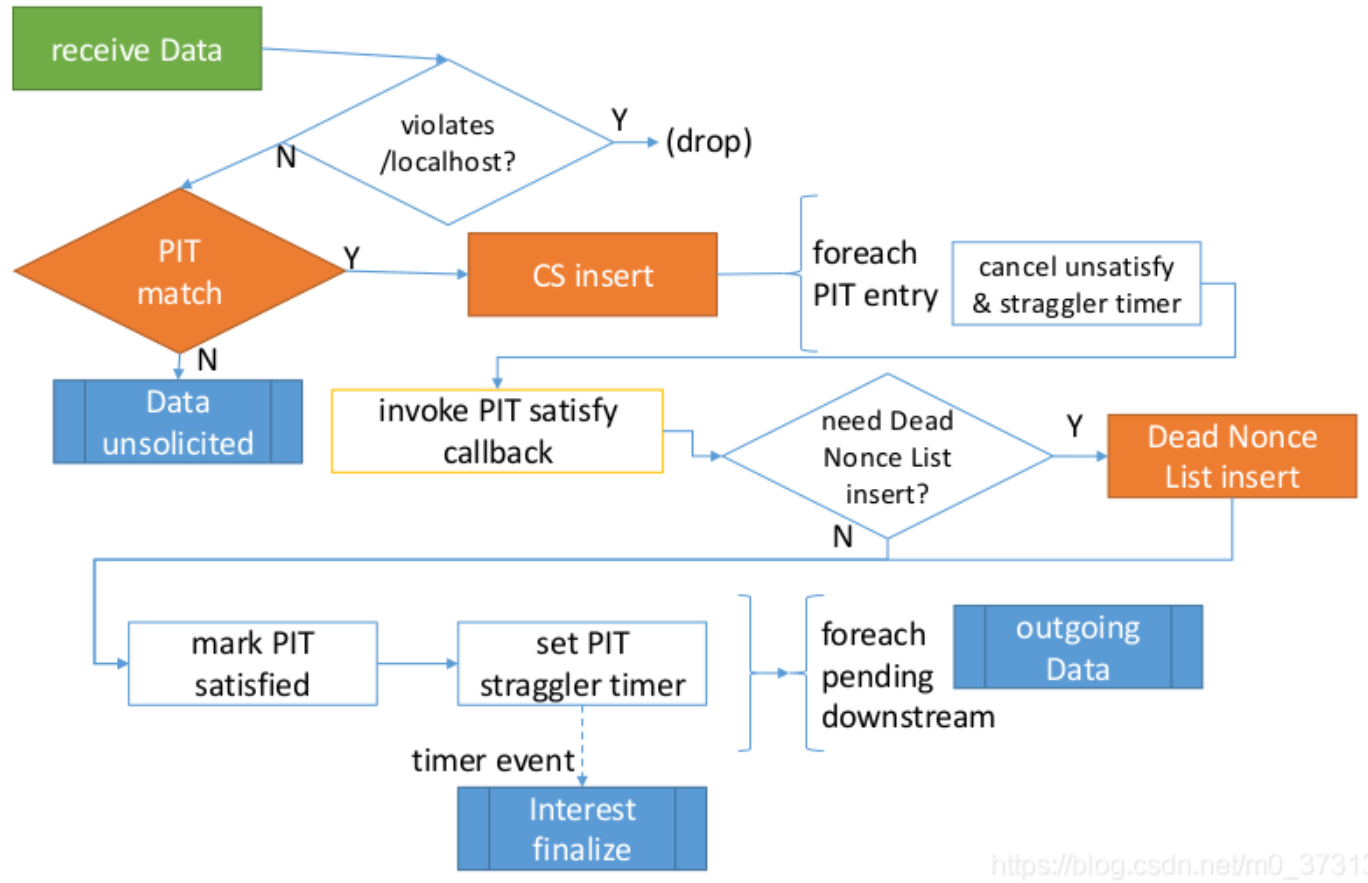 receive Data
violates
/localhost?
Y
(drop)
N
PIT
match
Y
CS insert
foreach
PIT entry
cancel unsatisfy
& straggler timer
N
Data
unsolicited
invoke PIT satisfy
callback
need Dead
Nonce List
insert?
Y
Dead Nonce
List insert
N
mark PIT
satisfied
set PIT
straggler timer
foreach
pending
downstream
outgoing
Data
timer event
Interest
finalize
https://blog.csdn.net/m0_37313